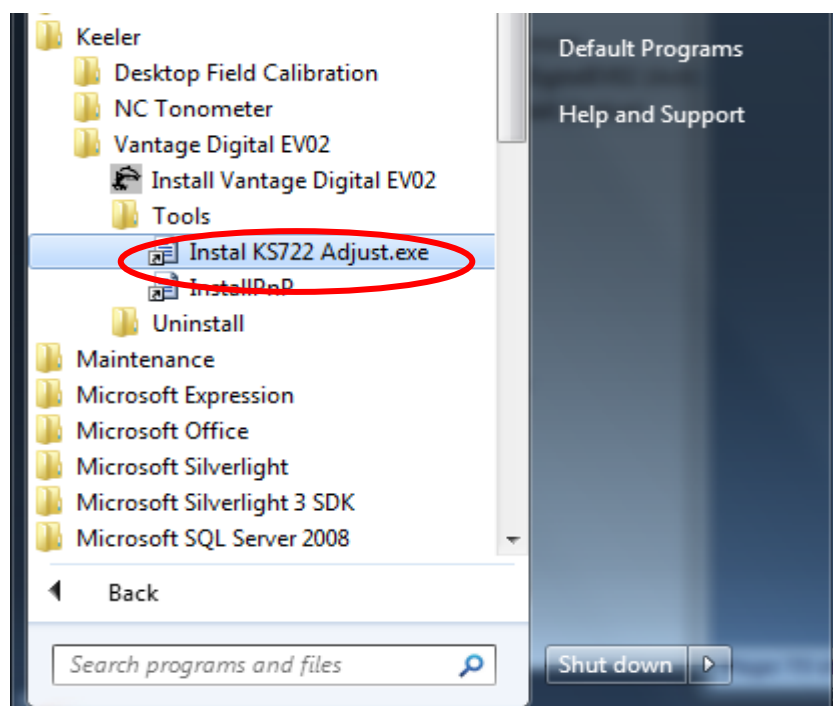 Keeler
Desktop Field Calibration
NC Tonometer
Vantage Digital EV02
Install Vantage Digital EV02
Tools
Instal KS722 Adjust.exe
InstallPnP
Uninstall
Maintenance
Microsoft Expression
Microsoft Office
Microsoft Silverlight
Microsoft Silverlight 3 SDK
Microsoft SQL Server 2008
Back
Search programs and files
Default Programs
Help and Support
Shut down